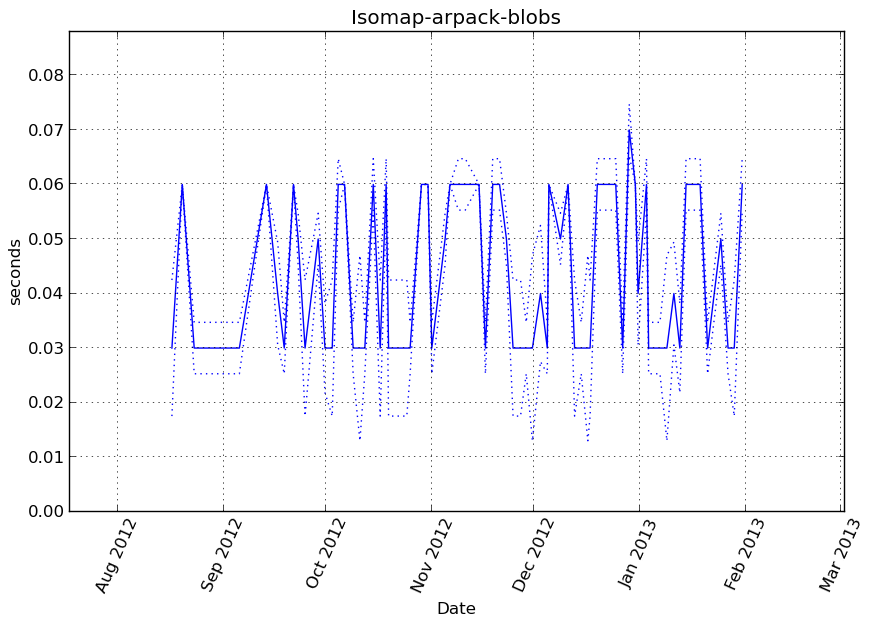 Isomap-arpack-blobs
0.08
0.07
0.06
0.05
0.04
0.03
0.02
0.01
0.00
seconds
Aug 2012
Sep 2012
Oct 2012
Nov 2012
Dec 2012
Jan 2013
Feb 2013
Mar 2013
Date